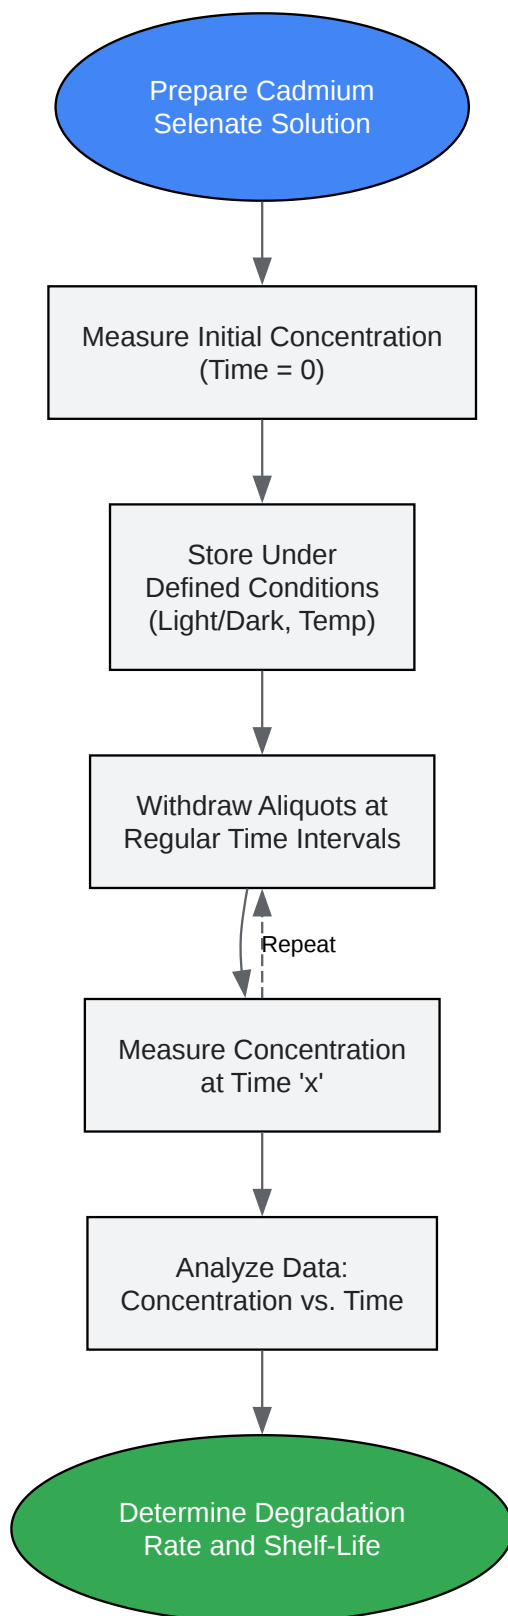 Prepare Cadmium
Selenate Solution
Measure Initial Concentration
(Time = 0)
Store Under
Defined Conditions
(Light/Dark, Temp)
Withdraw Aliquots at
Regular Time Intervals
Repeat
Measure Concentration
at Time 'x'
Analyze Data:
Concentration vs. Time
Determine Degradation
Rate and Shelf-Life